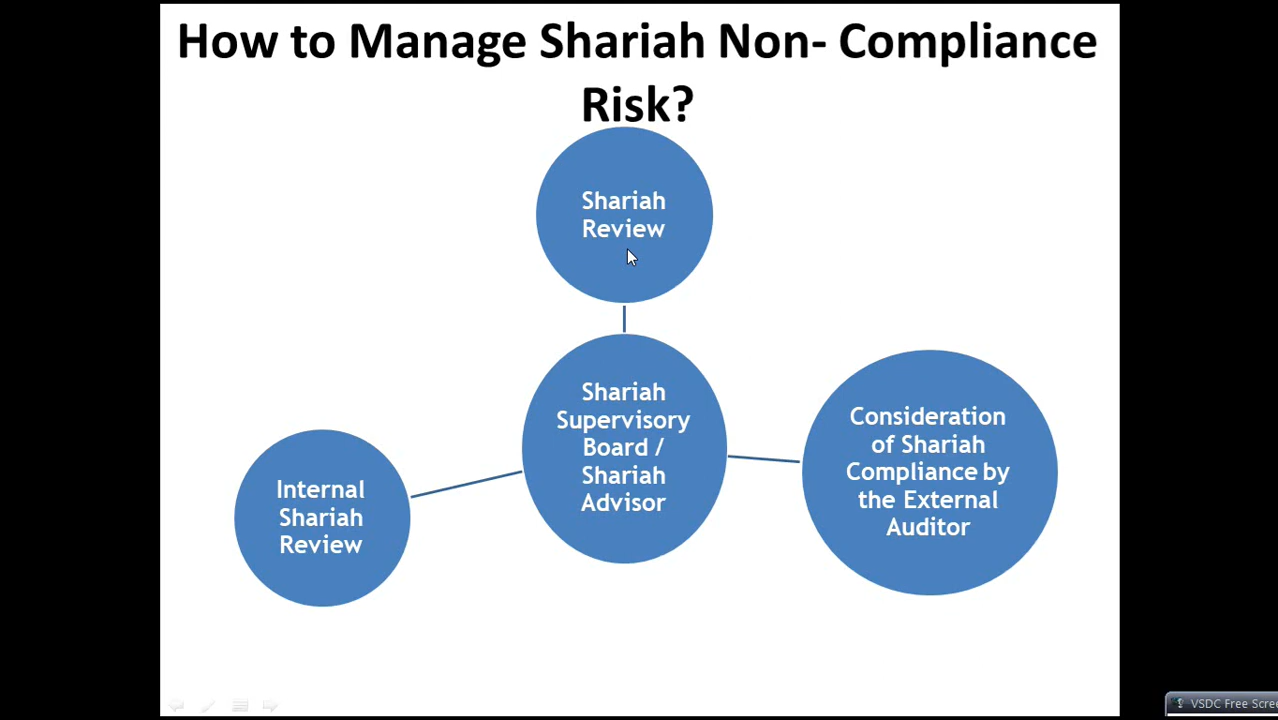 How to Manage Shariah Non- Compliance
Risk?
Shariah
Review
Shariah
Supervisory
Board /
Shariah
Advisor
Consideration
of Shariah
Compliance by
the External
Auditor
Internal
Shariah
Review
VSDC Free Scree